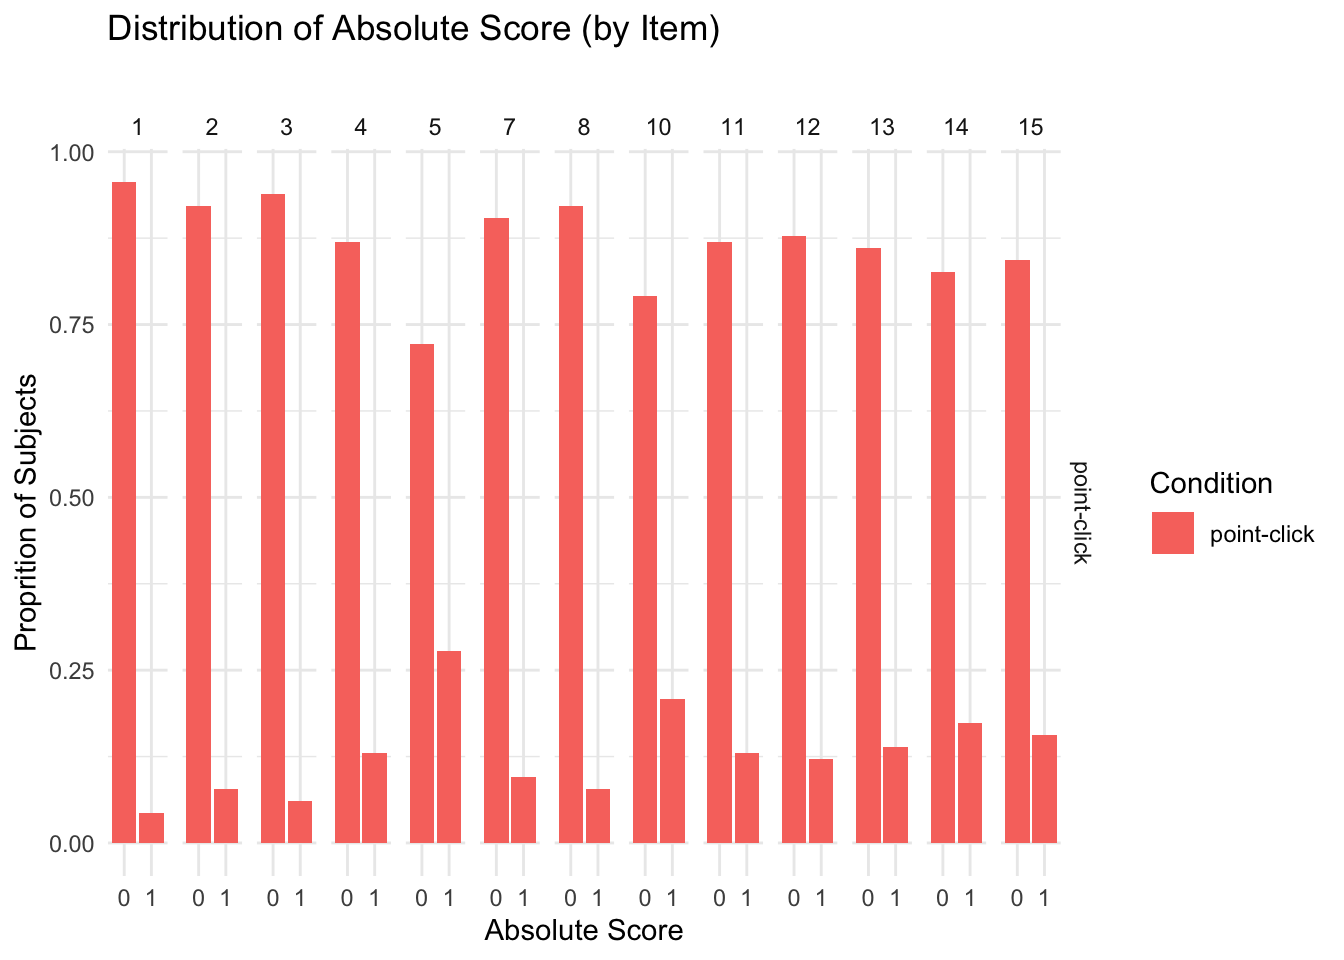 Distribution of Absolute Score (by Item)
1 2 3 4 5 7 8 10 11 12 13 14 15
1.00
0.75
0.50
0.25
0.00
Proprition of Subjects
point-click
0 1 0 1 0 1 0 1 0 1 0 1 0 1 0 1 0 1 0 1 0 1 0 1 0 1
Absolute Score
Condition
point-click